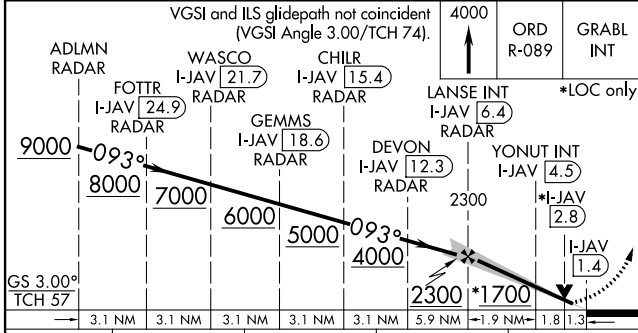 VGSI and ILS glidepath not coincident
(VGSI Angle 3.00/TCH 74).
4000
ORD
R-089
GRABL
INT
*LOC only
ADLMN
RADAR
FOTTR
I-JAV 24.9
RADAR
WASCO
I-JAV 21.7
RADAR
GEMMS
I-JAV 18.6
RADAR
CHILR
I-JAV 15.4
RADAR
DEVON
I-JAV 12.3
RADAR
LANSE INT
I-JAV 6.4
RADAR
YONUT INT
I-JAV 4.5
*I-JAV
2.8
I-JAV
1.4
2300
9000
093°
8000
7000
6000
5000
093°
4000
2300
*1700
GS 3.00°
TCH 57
3.1 NM
3.1 NM
3.1 NM
3.1 NM
3.1 NM
5.9 NM
1.9 NM
1.8
1.3